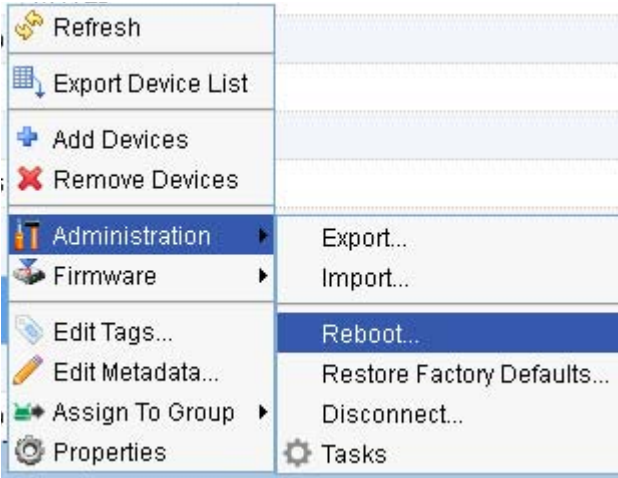 Refresh
Export Device List
Add Devices
Remove Devices
Administration
Firmware
Edit Tags...
Edit Metadata...
Assign To Group
Properties
Export...
Import...
Reboot...
Restore Factory Defaults...
Disconnect...
Tasks